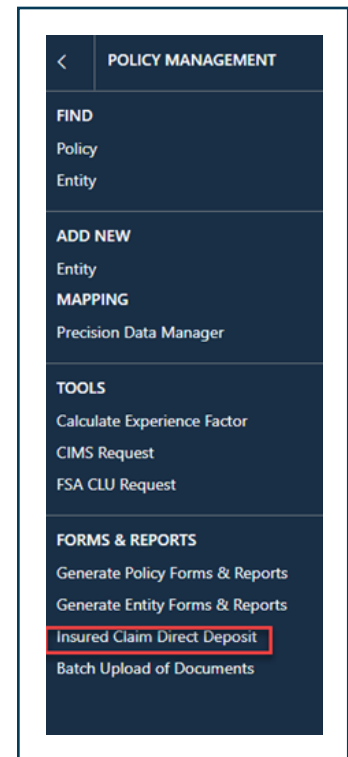 < POLICY MANAGEMENT
FIND
Policy
Entity
ADD NEW
Entity
MAPPING
Precision Data Manager
TOOLS
Calculate Experience Factor
CIMS Request
FSA CLU Request
FORMS & REPORTS
Generate Policy Forms & Reports
Generate Entity Forms & Reports
Insured Claim Direct Deposit
Batch Upload of Documents